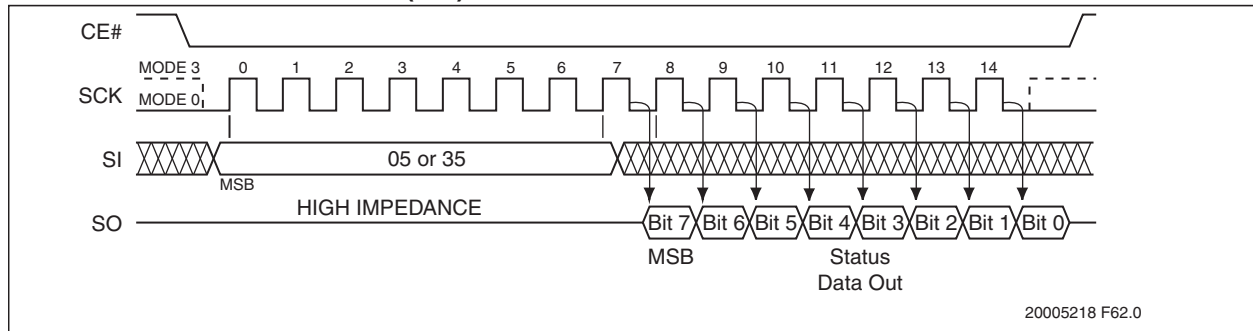 CE#
MODE 3 0 1 2 3 4 5 6 7 8 9 10 11 12 13 14
SCK
MODE 0
SI 05 or 35
MSB
HIGH IMPEDANCE
SO Bit 7 Bit 6 Bit 5 Bit 4 Bit 3 Bit 2 Bit 1 Bit 0
MSB Status
Data Out
20005218 F62.0